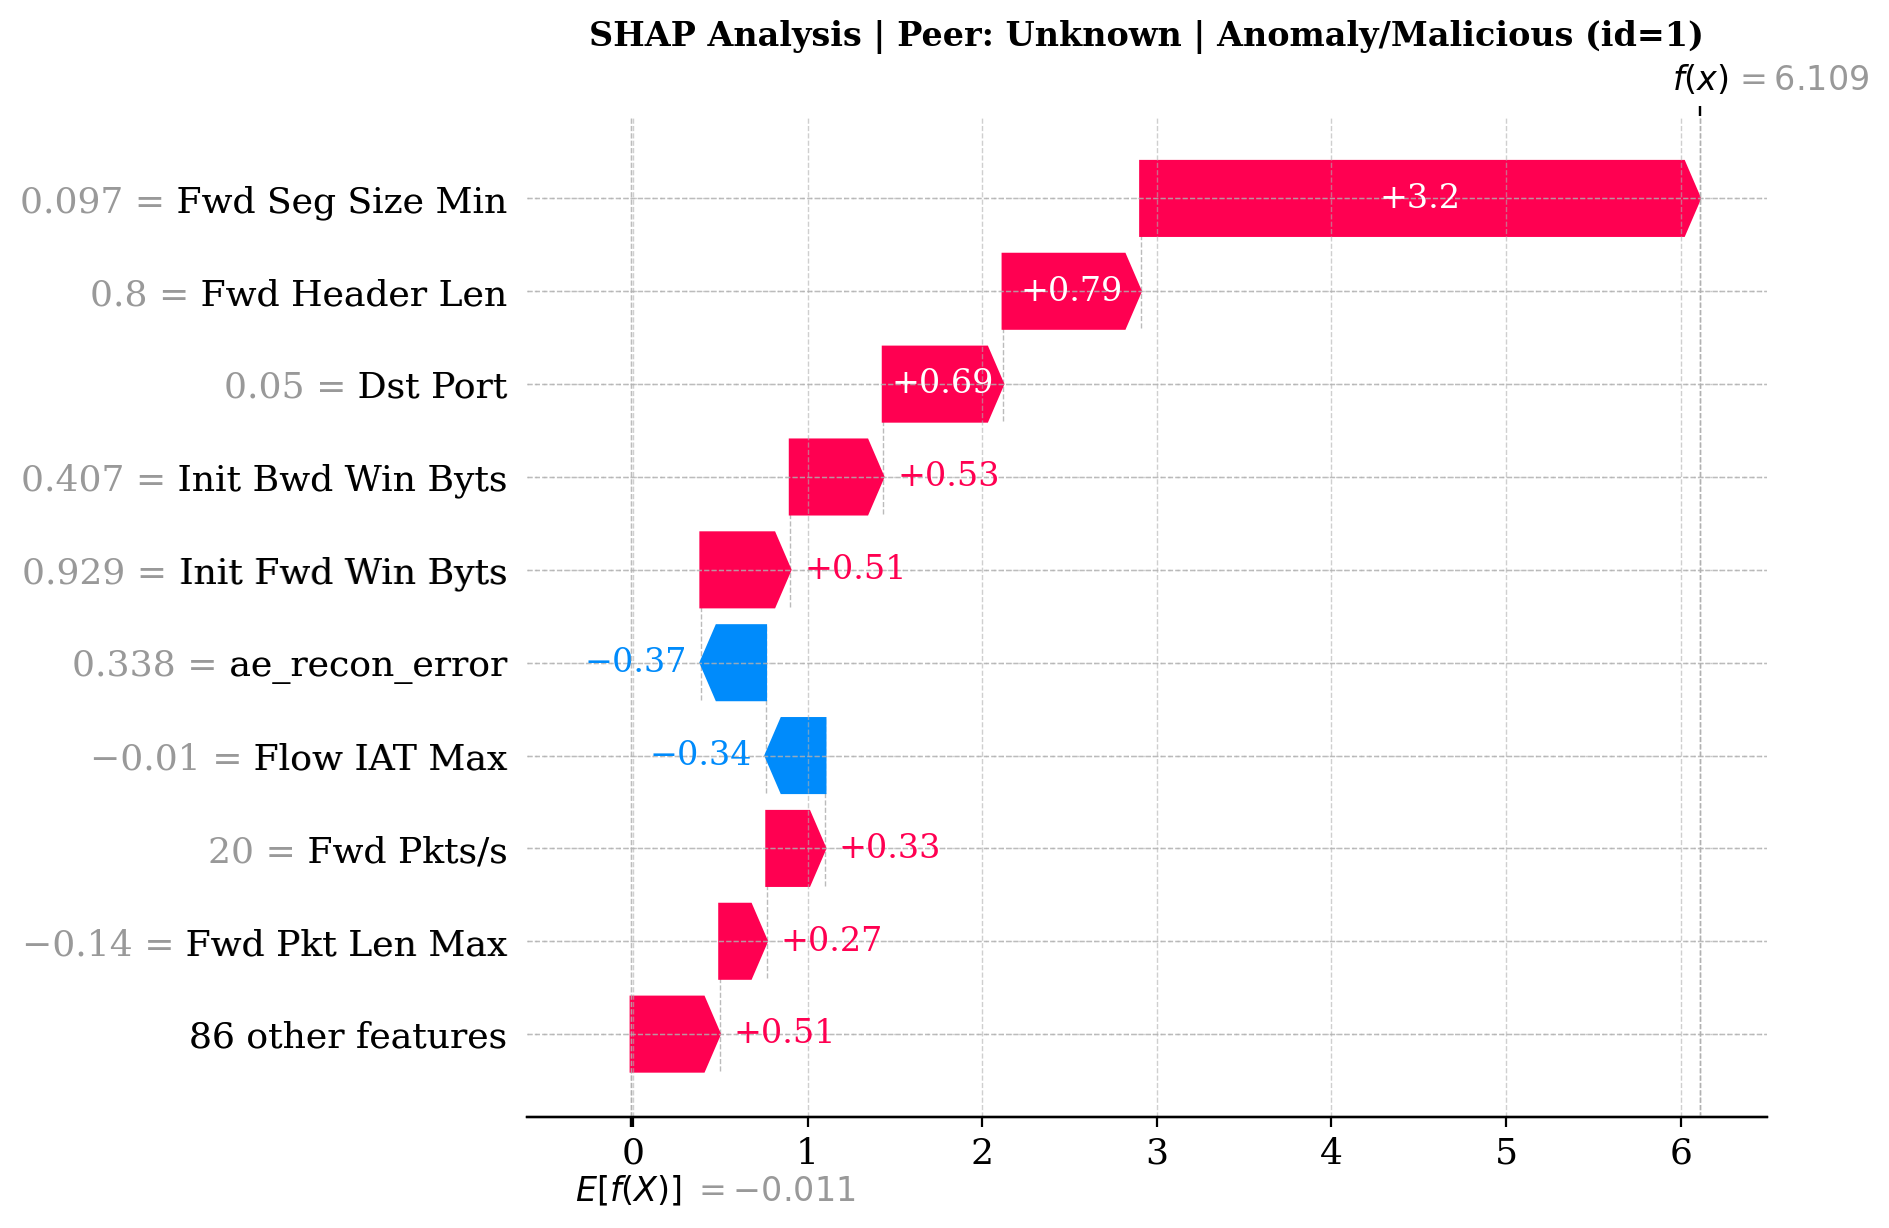 SHAP Analysis | Peer: Unknown | Anomaly/Malicious (id=1)
f(x) = 6.109
0.097 = Fwd Seg Size Min
+3.2
0.8 = Fwd Header Len
+0.79
0.05 = Dst Port
+0.69
0.407 = Init Bwd Win Byts
+0.53
0.929 = Init Fwd Win Byts
+0.51
0.338 = ae_recon_error
−0.37
−0.01 = Flow IAT Max
−0.34
20 = Fwd Pkts/s
+0.33
−0.14 = Fwd Pkt Len Max
+0.27
86 other features
+0.51
0 1 2 3 4 5 6
E[f(X)] = −0.011